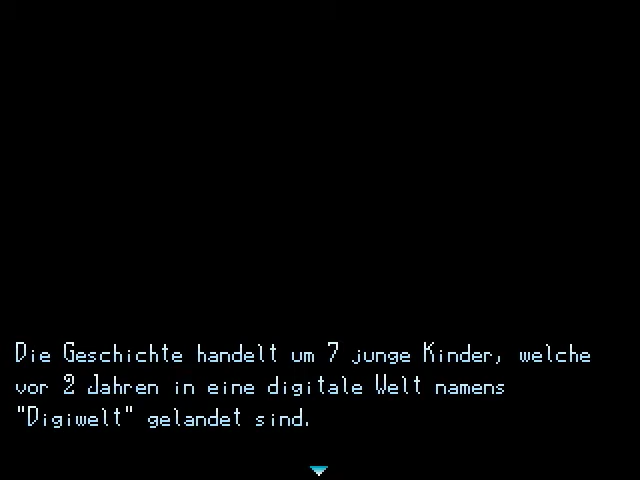 Die Geschichte handelt um 7 junge Kinder, welche
vor 2 Jahren in eine digitale Welt namens
"Digiwelt" gelandet sind.